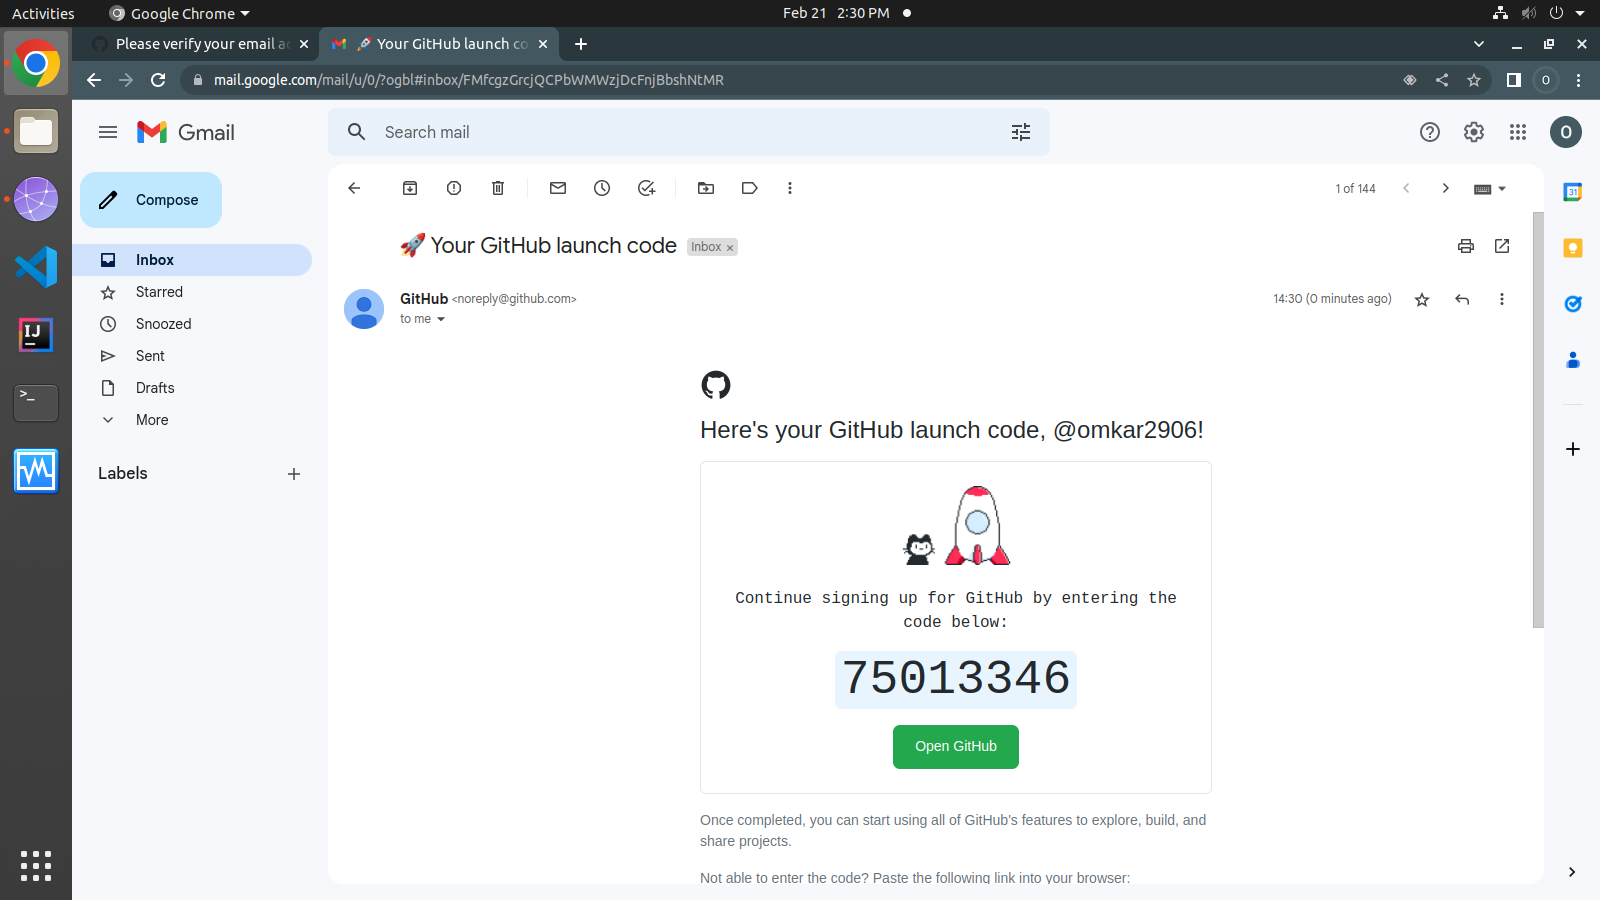 Activities
Google Chrome
Feb 21 2:30 PM
Please verify your email ad
🚀 Your GitHub launch co
mail.google.com/mail/u/0/?ogbl#inbox/FMfcgzGrcjQCPbWMWzjDcFnjBbshNtMR
O
Gmail
Search mail
O
Compose
1 of 144
31
🚀 Your GitHub launch code
Inbox ×
Inbox
Starred
Snoozed
Sent
Drafts
More
Labels
GitHub <noreply@github.com>
14:30 (0 minutes ago)
to me
IJ
>_
Here's your GitHub launch code, @omkar2906!
Continue signing up for GitHub by entering the
code below:
75013346
Open GitHub
Once completed, you can start using all of GitHub's features to explore, build, and
share projects.
Not able to enter the code? Paste the following link into your browser: